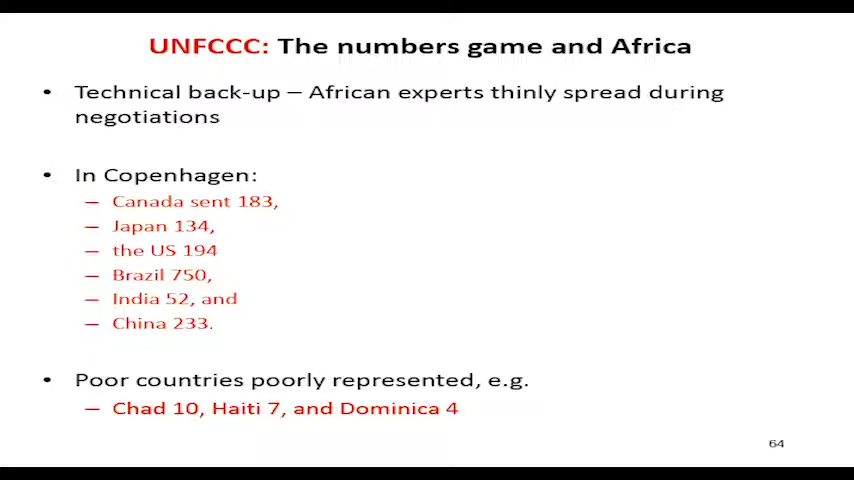 UNFCCC: The numbers game and Africa
• Technical back-up – African experts thinly spread during
negotiations
• In Copenhagen:
– Canada sent 183,
– Japan 134,
– the US 194
– Brazil 750,
– India 52, and
– China 233.
• Poor countries poorly represented, e.g.
– Chad 10, Haiti 7, and Dominica 4
64